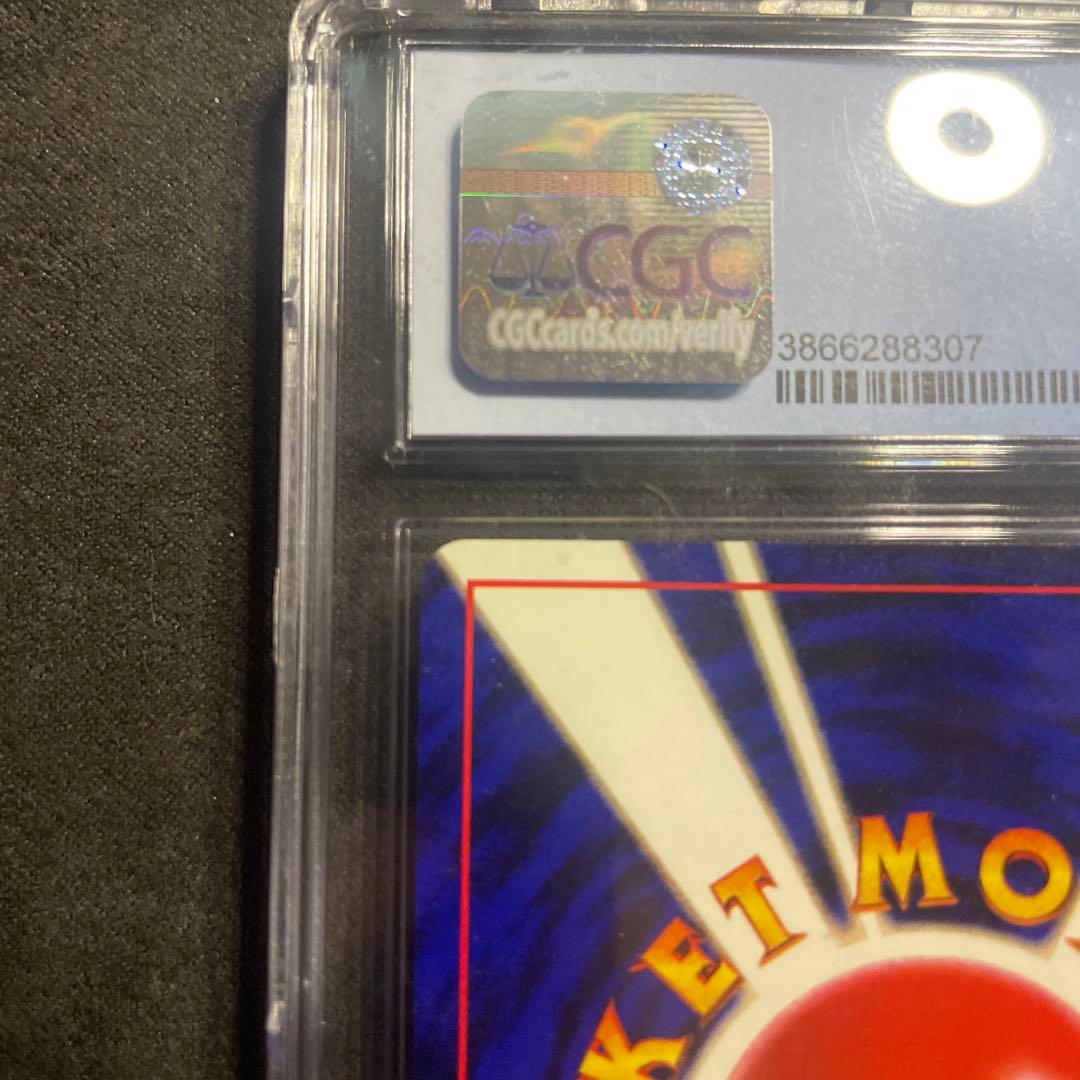 CGC
CGCcards.com/verify
3866288307
KET MO